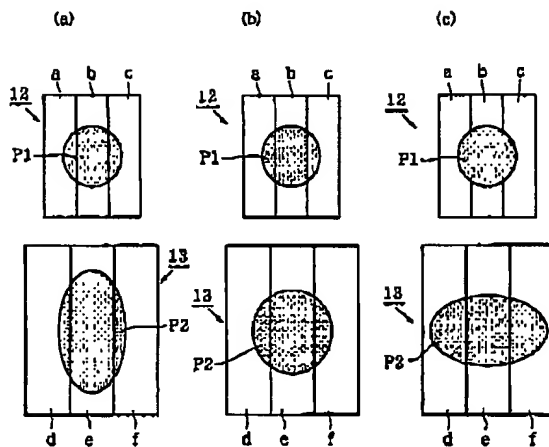 (a) (b) (c)
a b c a b c a b c
12 12 12
P1 P1 P1
13
P2 13 13
P2 P2
d e f d e f d e f